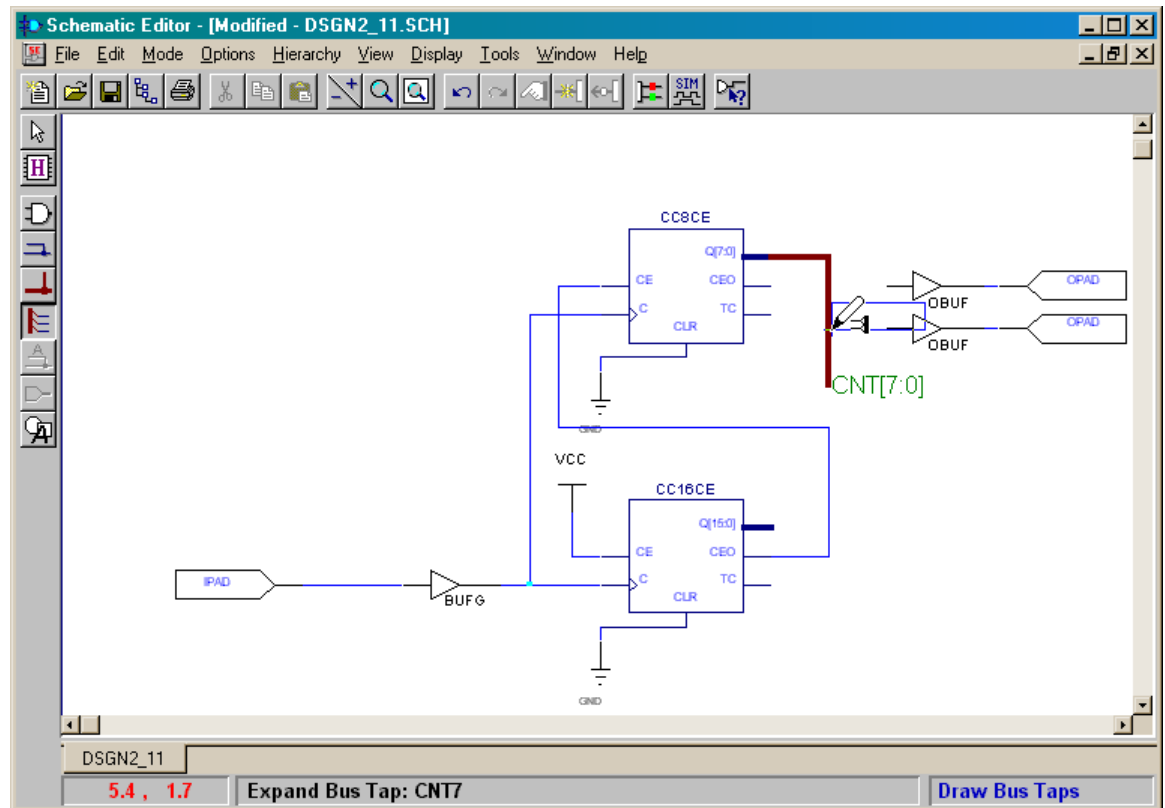 Schematic Editor - [Modified - DSGN2_11.SCH]
File Edit Mode Options Hierarchy View Display Tools Window Help
SIM
H
A
A
CC8CE
Q[7:0]
CE CEO
C TC
CLR
OPAD
OBUF
OPAD
OBUF
CNT[7:0]
GND
VCC
CC16CE
Q[15:0]
CE CEO
C TC
CLR
IPAD
BUFG
GND
DSGN2_11
5.4 , 1.7 Expand Bus Tap: CNT7 Draw Bus Taps